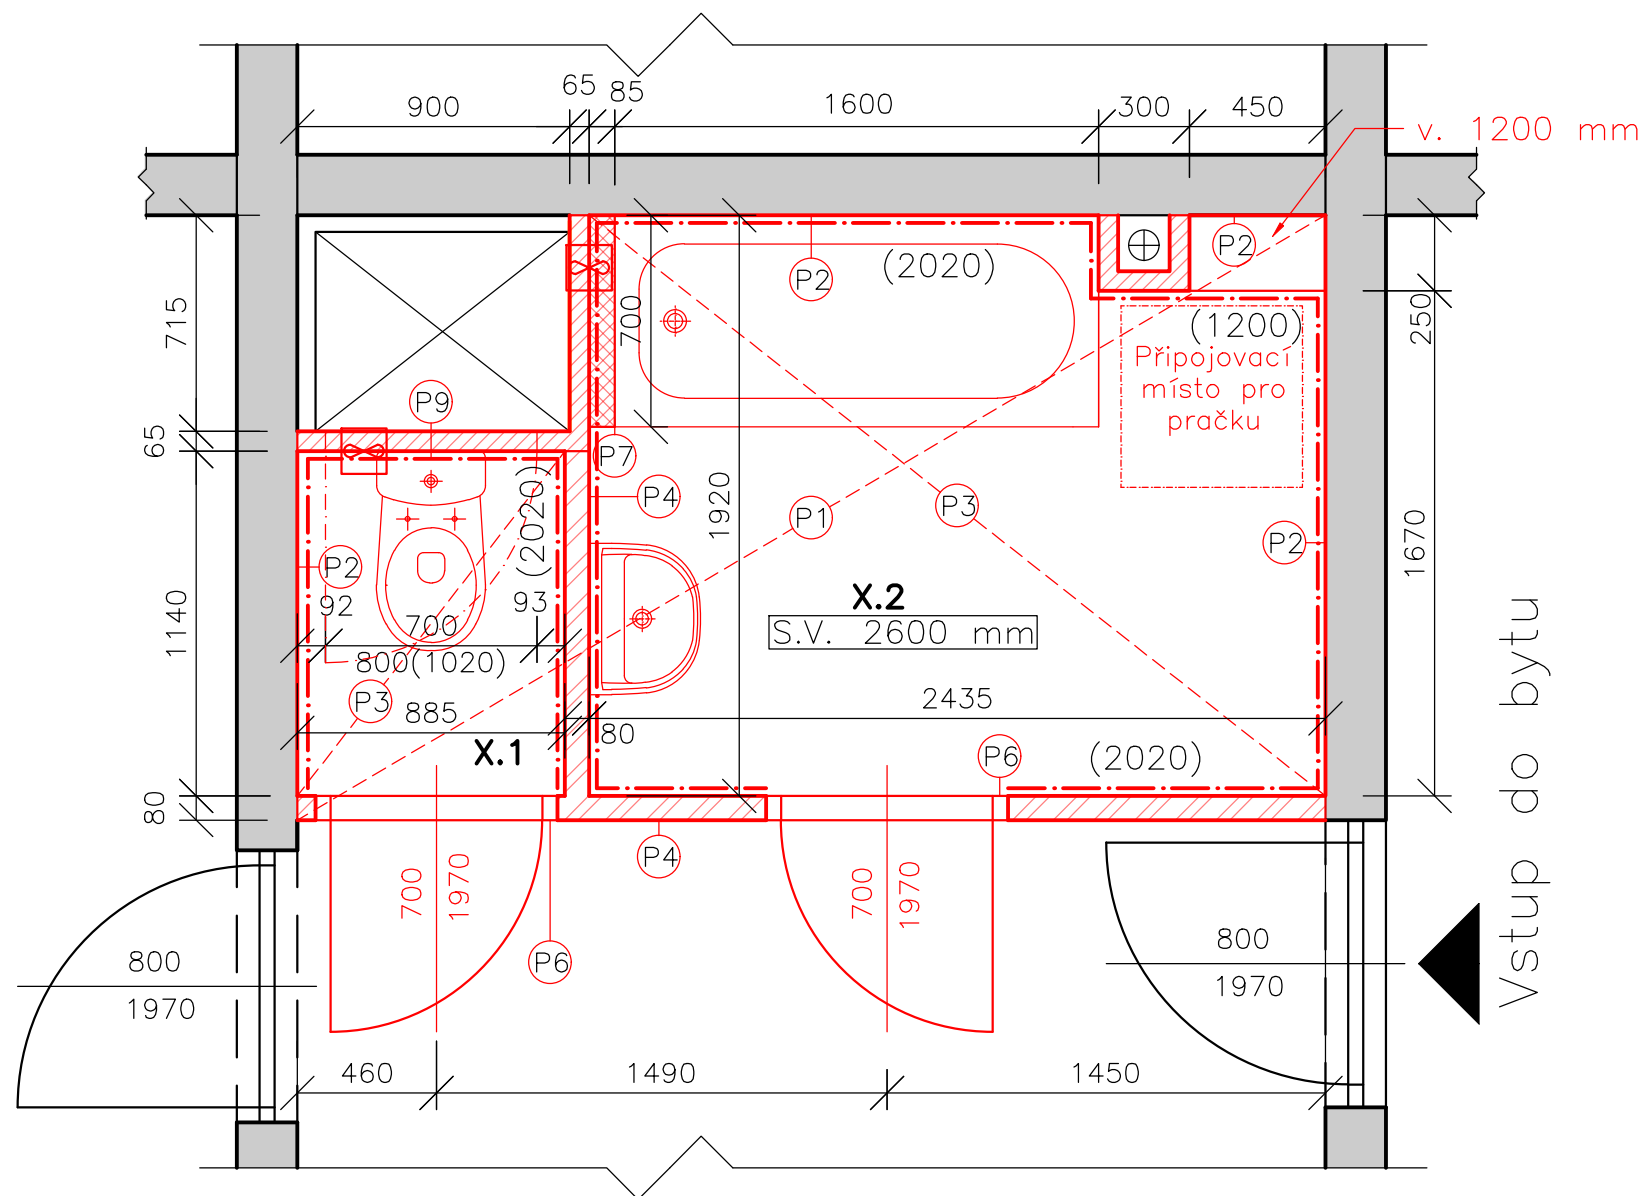 65
85
900
1600
300
450
v. 1200 mm
P2
P2
(2020)
(1200)
715
700
250
Připojovací
místo pro
pračku
P9
65
P7
P4
1920
P1
P3
(2020)
P2
P2
1670
92
93
700
800(1020)
1140
X.2
S.V. 2600 mm
P3
885
2435
80
X.1
P6
(2020)
80
P4
Vstup do bytu
700
1970
700
1970
800
1970
P6
800
1970
460
1490
1450